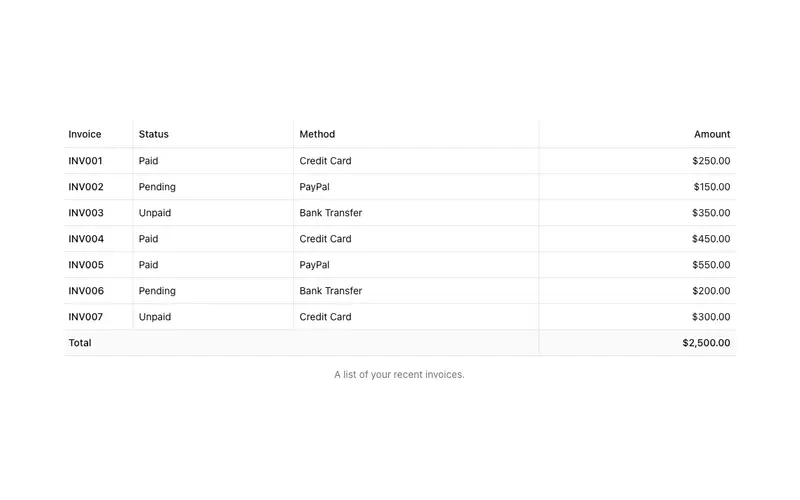 Invoice Status Method Amount
INV001 Paid Credit Card $250.00
INV002 Pending PayPal $150.00
INV003 Unpaid Bank Transfer $350.00
INV004 Paid Credit Card $450.00
INV005 Paid PayPal $550.00
INV006 Pending Bank Transfer $200.00
INV007 Unpaid Credit Card $300.00
Total $2,500.00
A list of your recent invoices.